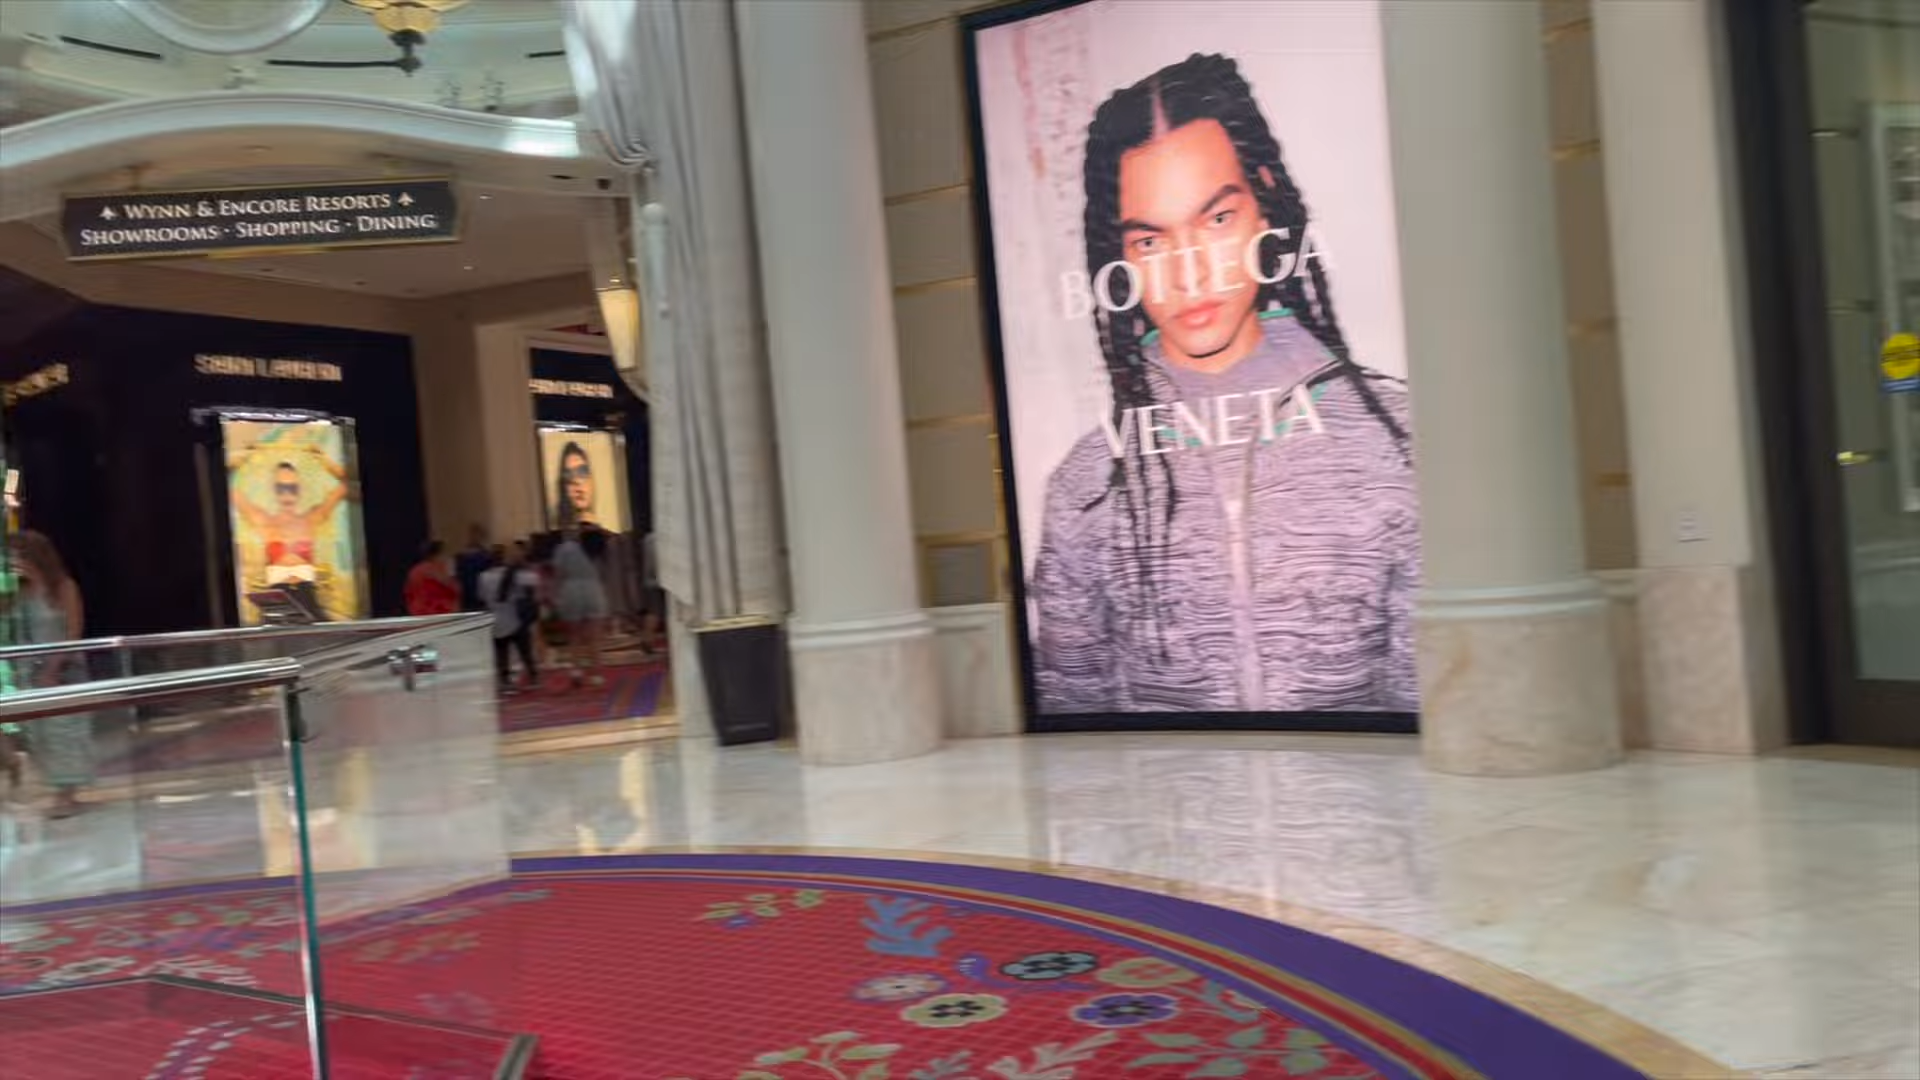 WYNN & ENCORE RESORTS
SHOWROOMS · SHOPPING · DINING
SAINT LAURENT
BOTTEGA
VENETA